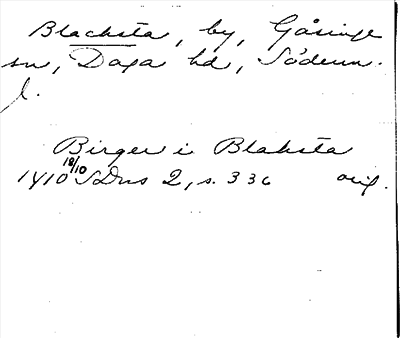 Blacksta, by, Gåsinge
sn, Daga hd, Söderm.
l.
Birger i Blaksta
1410 18/10 SDns 2, s. 336 orig.